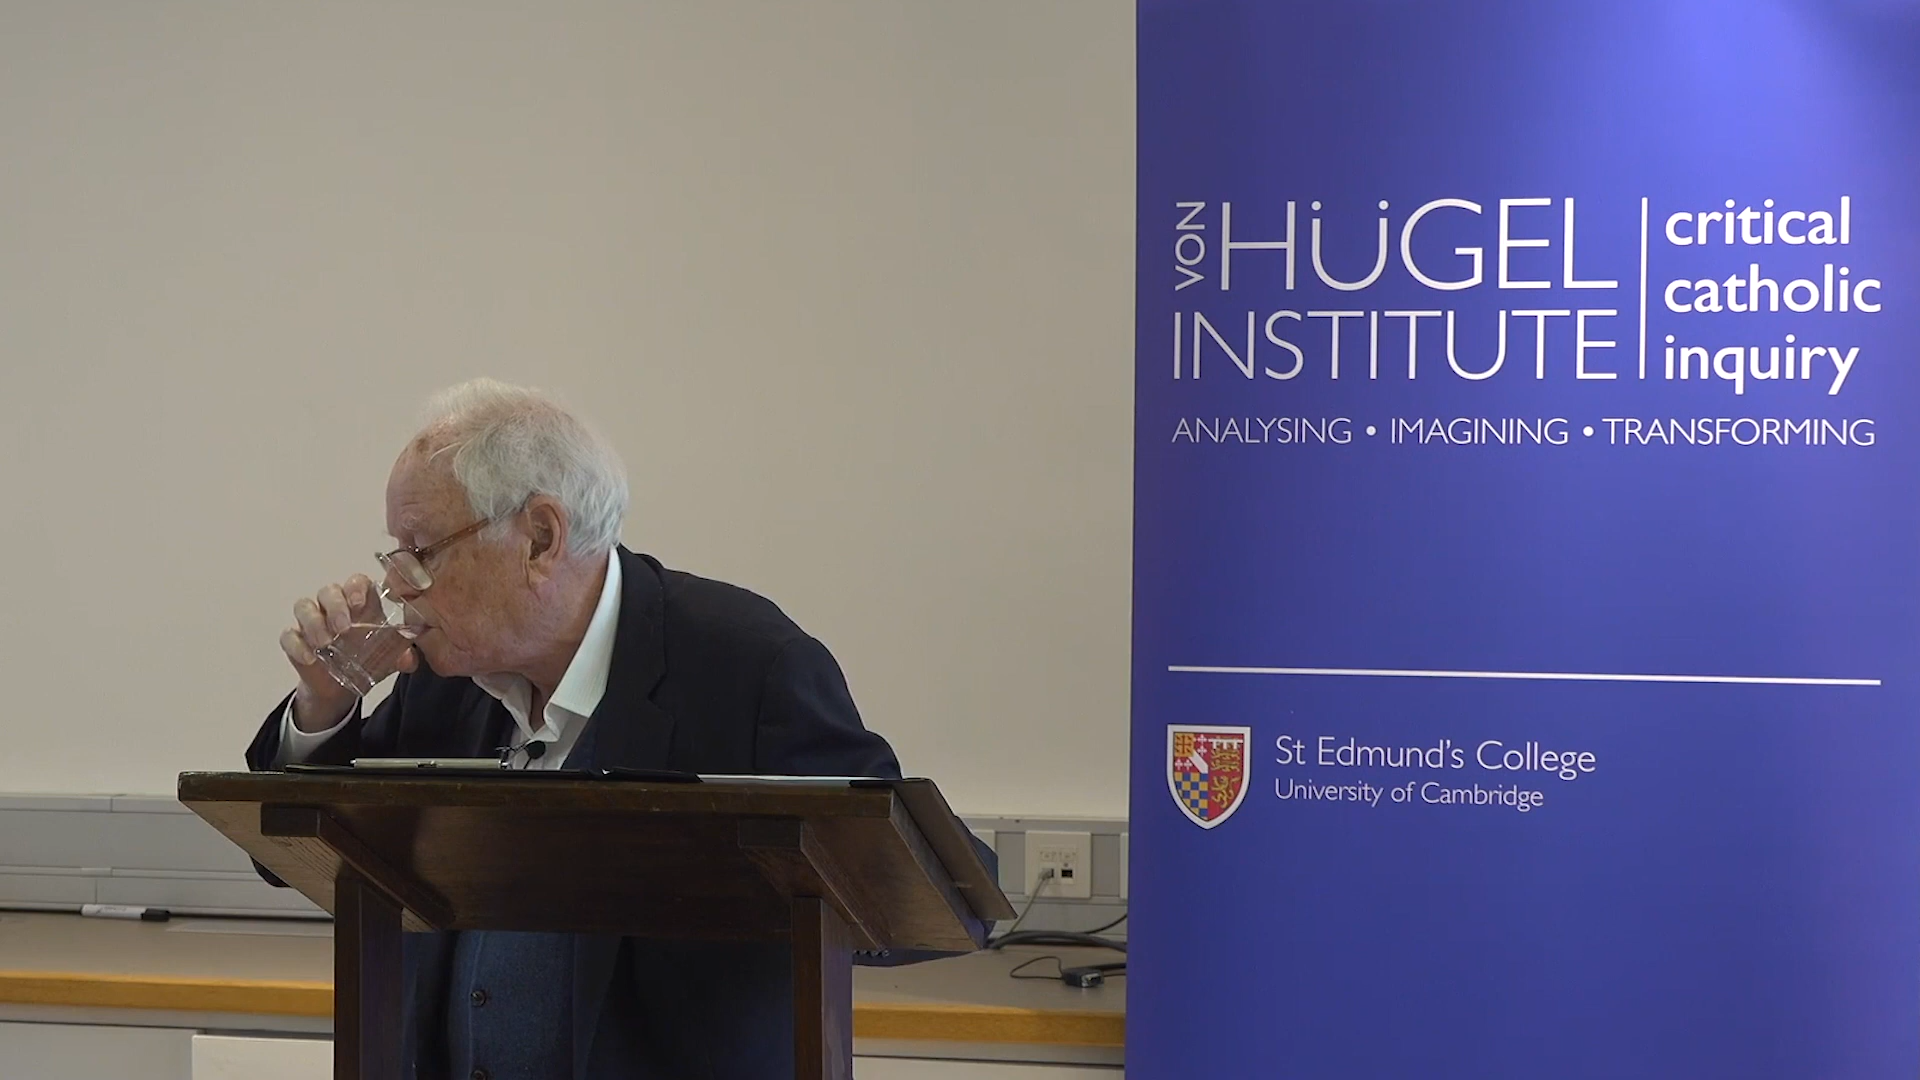 VON
HÜGEL
INSTITUTE
critical
catholic
inquiry
ANALYSING • IMAGINING • TRANSFORMING
St Edmund's College
University of Cambridge